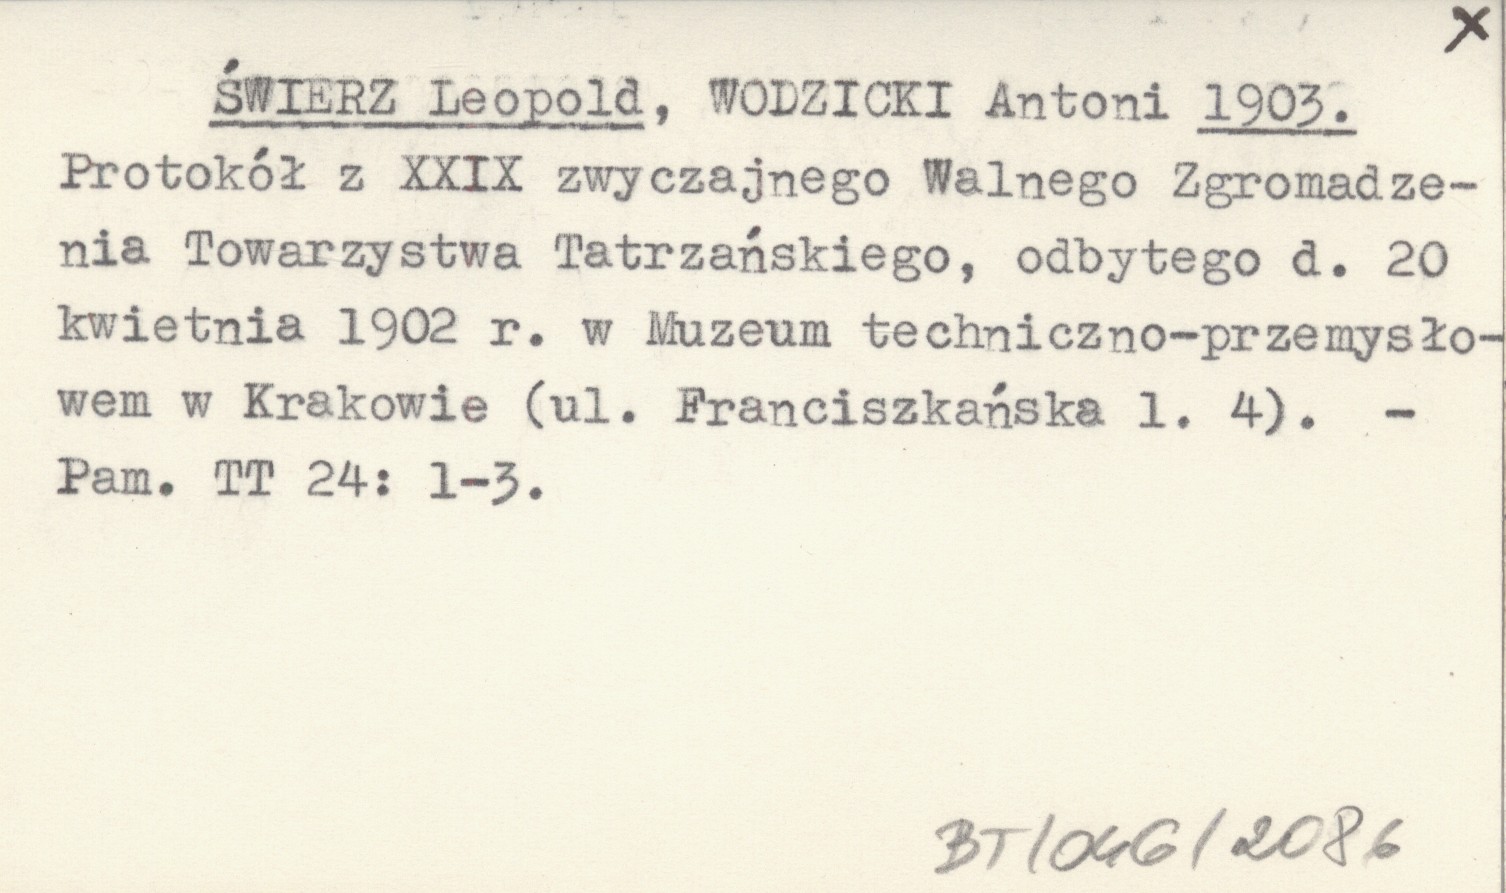 x
ŚWIERZ Leopold, WODZICKI Antoni 1903.
Protokół z XXIX zwyczajnego Walnego Zgromadze-
nia Towarzystwa Tatrzańskiego, odbytego d. 20
kwietnia 1902 r. w Muzeum techniczno-przemysło-
wem w Krakowie (ul. Franciszkańska l. 4). -
Pam. TT 24: 1-3.
BT/046/2086